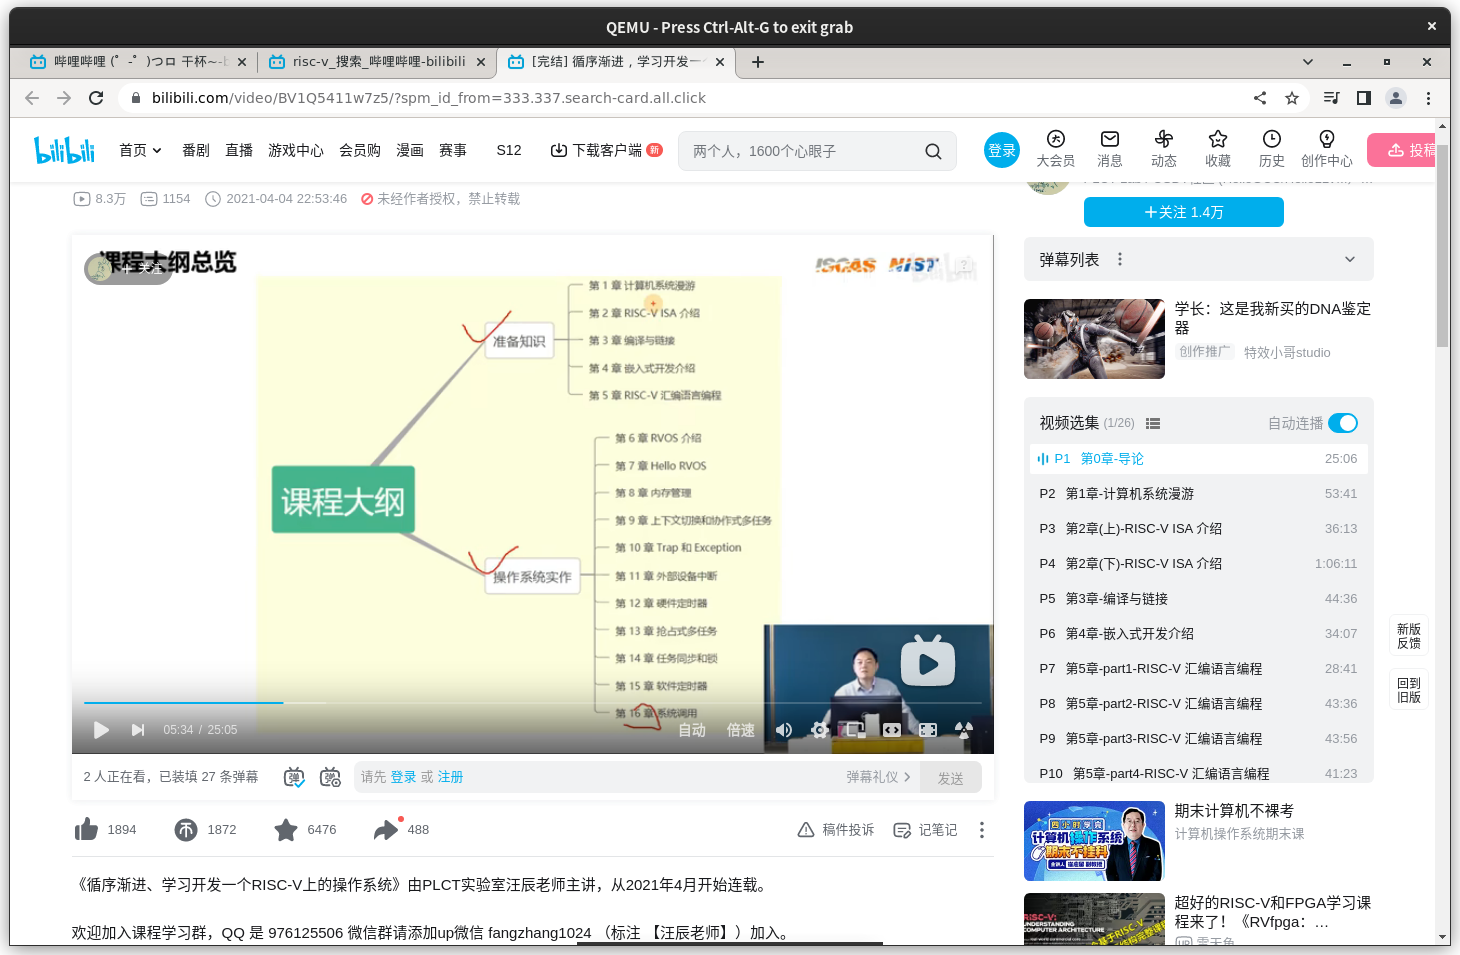 QEMU - Press Ctrl-Alt-G to exit grab
哔哩哔哩 (゜-゜)つロ 干杯~-b
risc-v_搜索_哔哩哔哩-bilibili
[完结] 循序渐进，学习开发一
bilibili.com/video/BV1Q5411w7z5/?spm_id_from=333.337.search-card.all.click
bilibili
首页 番剧 直播 游戏中心 会员购 漫画 赛事 S12 下载客户端 新
两个人，1600个心眼子
登录 大会员 消息 动态 收藏 历史 创作中心 投稿
8.3万 1154 2021-04-04 22:53:46 未经作者授权，禁止转载
+关注 1.4万
课程大纲总览
+ 关注
ISCAS NIST bilibili
课程大纲
准备知识
第 1 章 计算机系统漫游
第 2 章 RISC-V ISA 介绍
第 3 章 编译与链接
第 4 章 嵌入式开发介绍
第 5 章 RISC-V 汇编语言编程
操作系统实作
第 6 章 RVOS 介绍
第 7 章 Hello RVOS
第 8 章 内存管理
第 9 章 上下文切换和协作式多任务
第 10 章 Trap 和 Exception
第 11 章 外部设备中断
第 12 章 硬件定时器
第 13 章 抢占式多任务
第 14 章 任务同步和锁
第 15 章 软件定时器
第 16 章 系统调用
05:34 / 25:05 自动 倍速
2 人正在看，已装填 27 条弹幕 弹 弹 请先 登录 或 注册 弹幕礼仪 发送
1894 1872 6476 488 稿件投诉 记笔记
《循序渐进、学习开发一个RISC-V上的操作系统》由PLCT实验室汪辰老师主讲，从2021年4月开始连载。
欢迎加入课程学习群，QQ 是 976125506 微信群请添加up微信 fangzhang1024 （标注 【汪辰老师】）加入。
弹幕列表
学长：这是我新买的DNA鉴定
器
创作推广 特效小哥studio
视频选集 (1/26) 自动连播
P1 第0章-导论 25:06
P2 第1章-计算机系统漫游 53:41
P3 第2章(上)-RISC-V ISA 介绍 36:13
P4 第2章(下)-RISC-V ISA 介绍 1:06:11
P5 第3章-编译与链接 44:36
P6 第4章-嵌入式开发介绍 34:07
P7 第5章-part1-RISC-V 汇编语言编程 28:41
P8 第5章-part2-RISC-V 汇编语言编程 43:36
P9 第5章-part3-RISC-V 汇编语言编程 43:56
P10 第5章-part4-RISC-V 汇编语言编程 41:23
新版
反馈
回到
旧版
四小时学完
计算机操作系统
期末不挂科
期末计算机不裸考
计算机操作系统期末课
RISC-V:
UNDERSTANDING
COMPUTER ARCHITECTURE
超好的RISC-V和FPGA学习课
程来了！《RVfpga：…